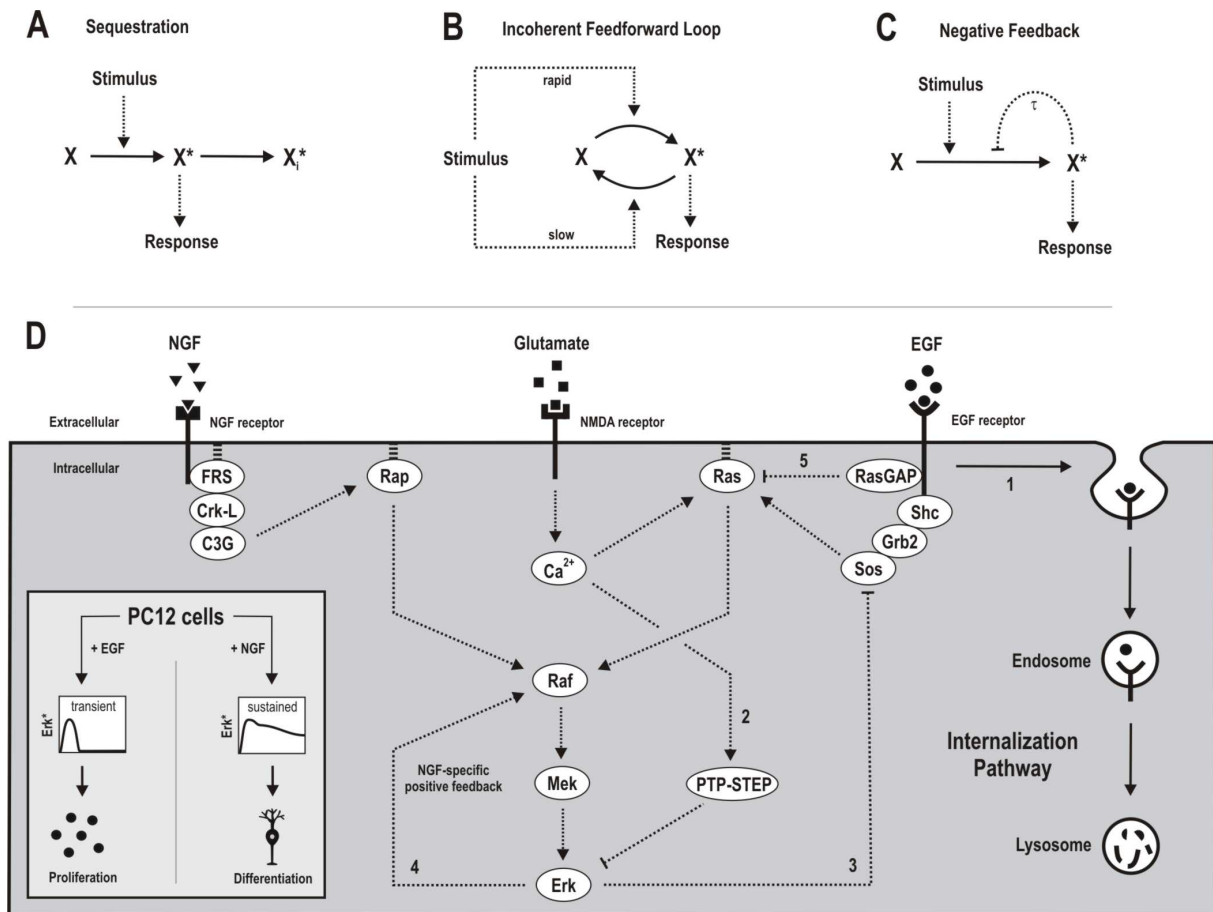 A
Sequestration
Stimulus
X
X*
Xi*
Response
B
Incoherent Feedforward Loop
rapid
Stimulus
X
X*
slow
Response
C
Negative Feedback
Stimulus
τ
X
X*
Response
D
NGF
Glutamate
EGF
Extracellular
NGF receptor
NMDA receptor
EGF receptor
Intracellular
FRS
Rap
Ras
5
RasGAP
1
Crk-L
Shc
C3G
Grb2
Ca2+
Sos
PC12 cells
+ EGF
+ NGF
Erk*
transient
Erk*
sustained
Proliferation
Differentiation
Raf
2
Endosome
NGF-specific
positive feedback
Mek
PTP-STEP
Internalization
Pathway
4
Erk
3
Lysosome